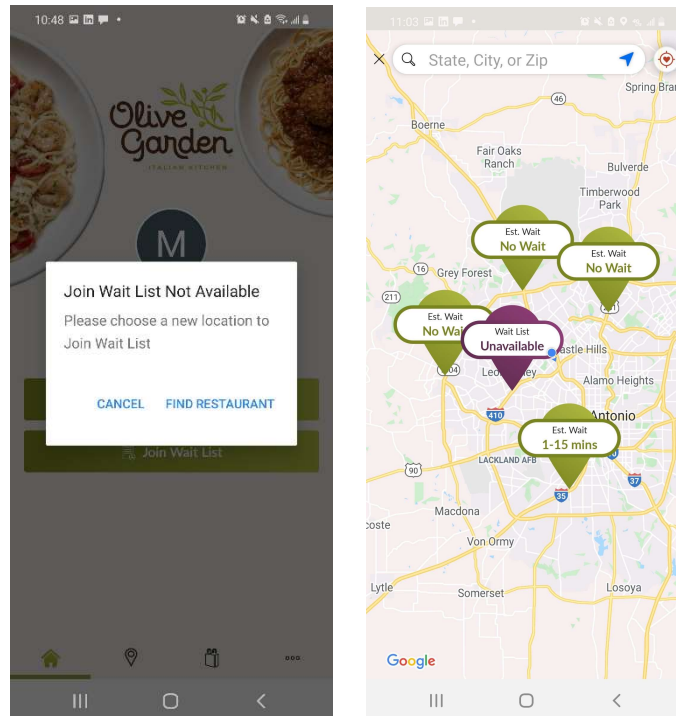 10:48
Olive
Garden
ITALIAN KITCHEN
M
Join Wait List Not Available
Please choose a new location to
Join Wait List
CANCEL FIND RESTAURANT
Join Wait List
11:03
State, City, or Zip
Spring Bra
46
Boerne
Fair Oaks
Ranch
Bulverde
Timberwood
Park
Est. Wait
No Wait
Est. Wait
No Wait
16
Grey Forest
211
Est. Wait
No Wai
Wait List
Unavailable
astle Hills
Alamo Heights
410
Antonio
Est. Wait
1-15 mins
LACKLAND AFB
90
35
37
Macdona
coste
Von Ormy
Lytle
Somerset
Losoya
Google